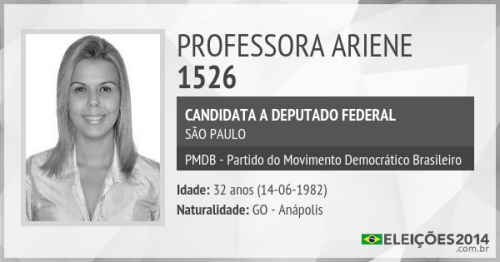 PROFESSORA ARIENE
1526
CANDIDATA A DEPUTADO FEDERAL
SÃO PAULO
PMDB - Partido do Movimento Democrático Brasileiro
Idade: 32 anos (14-06-1982)
Naturalidade: GO - Anápolis
ELEIÇÕES2014
.com.br